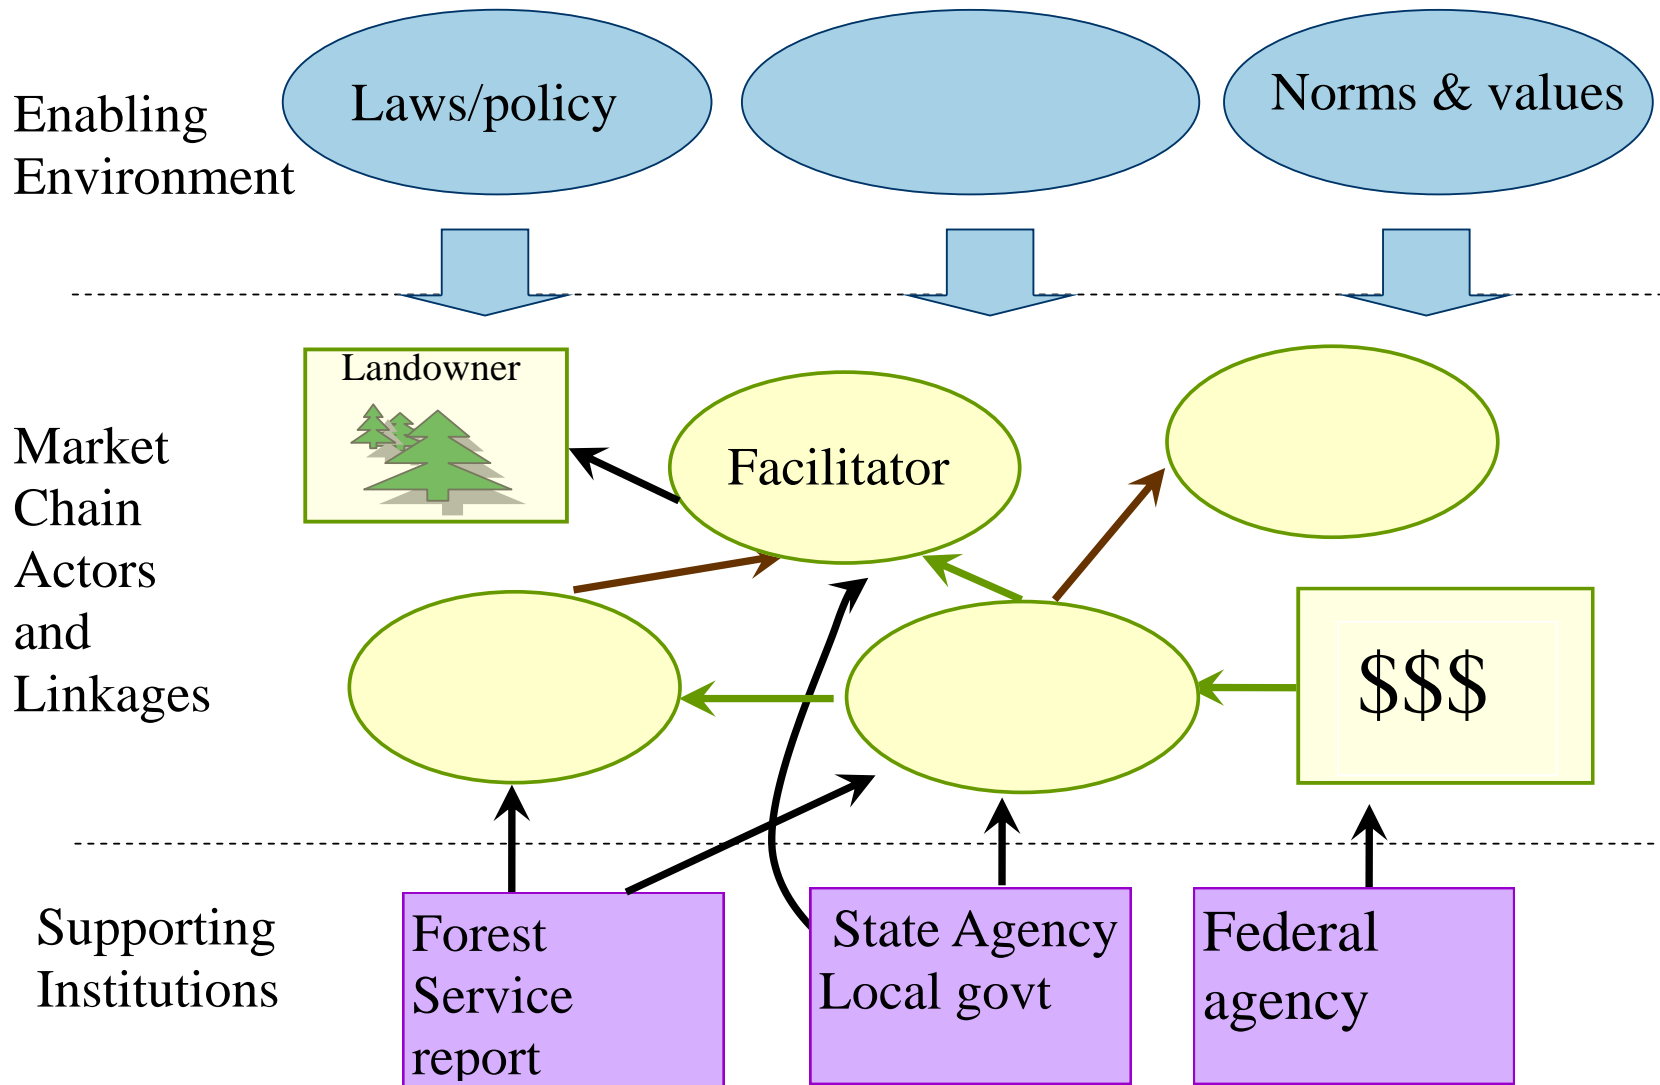 Enabling
Environment
Laws/policy
Norms & values
Market
Chain
Actors
and
Linkages
Landowner
Facilitator
$$$
Supporting
Institutions
Forest
Service
report
State Agency
Local govt
Federal
agency